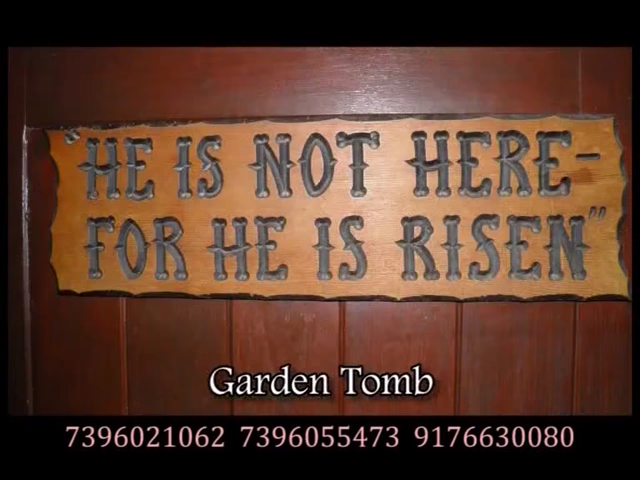 "HE IS NOT HERE-
FOR HE IS RISEN"
Garden Tomb
7396021062 7396055473 9176630080